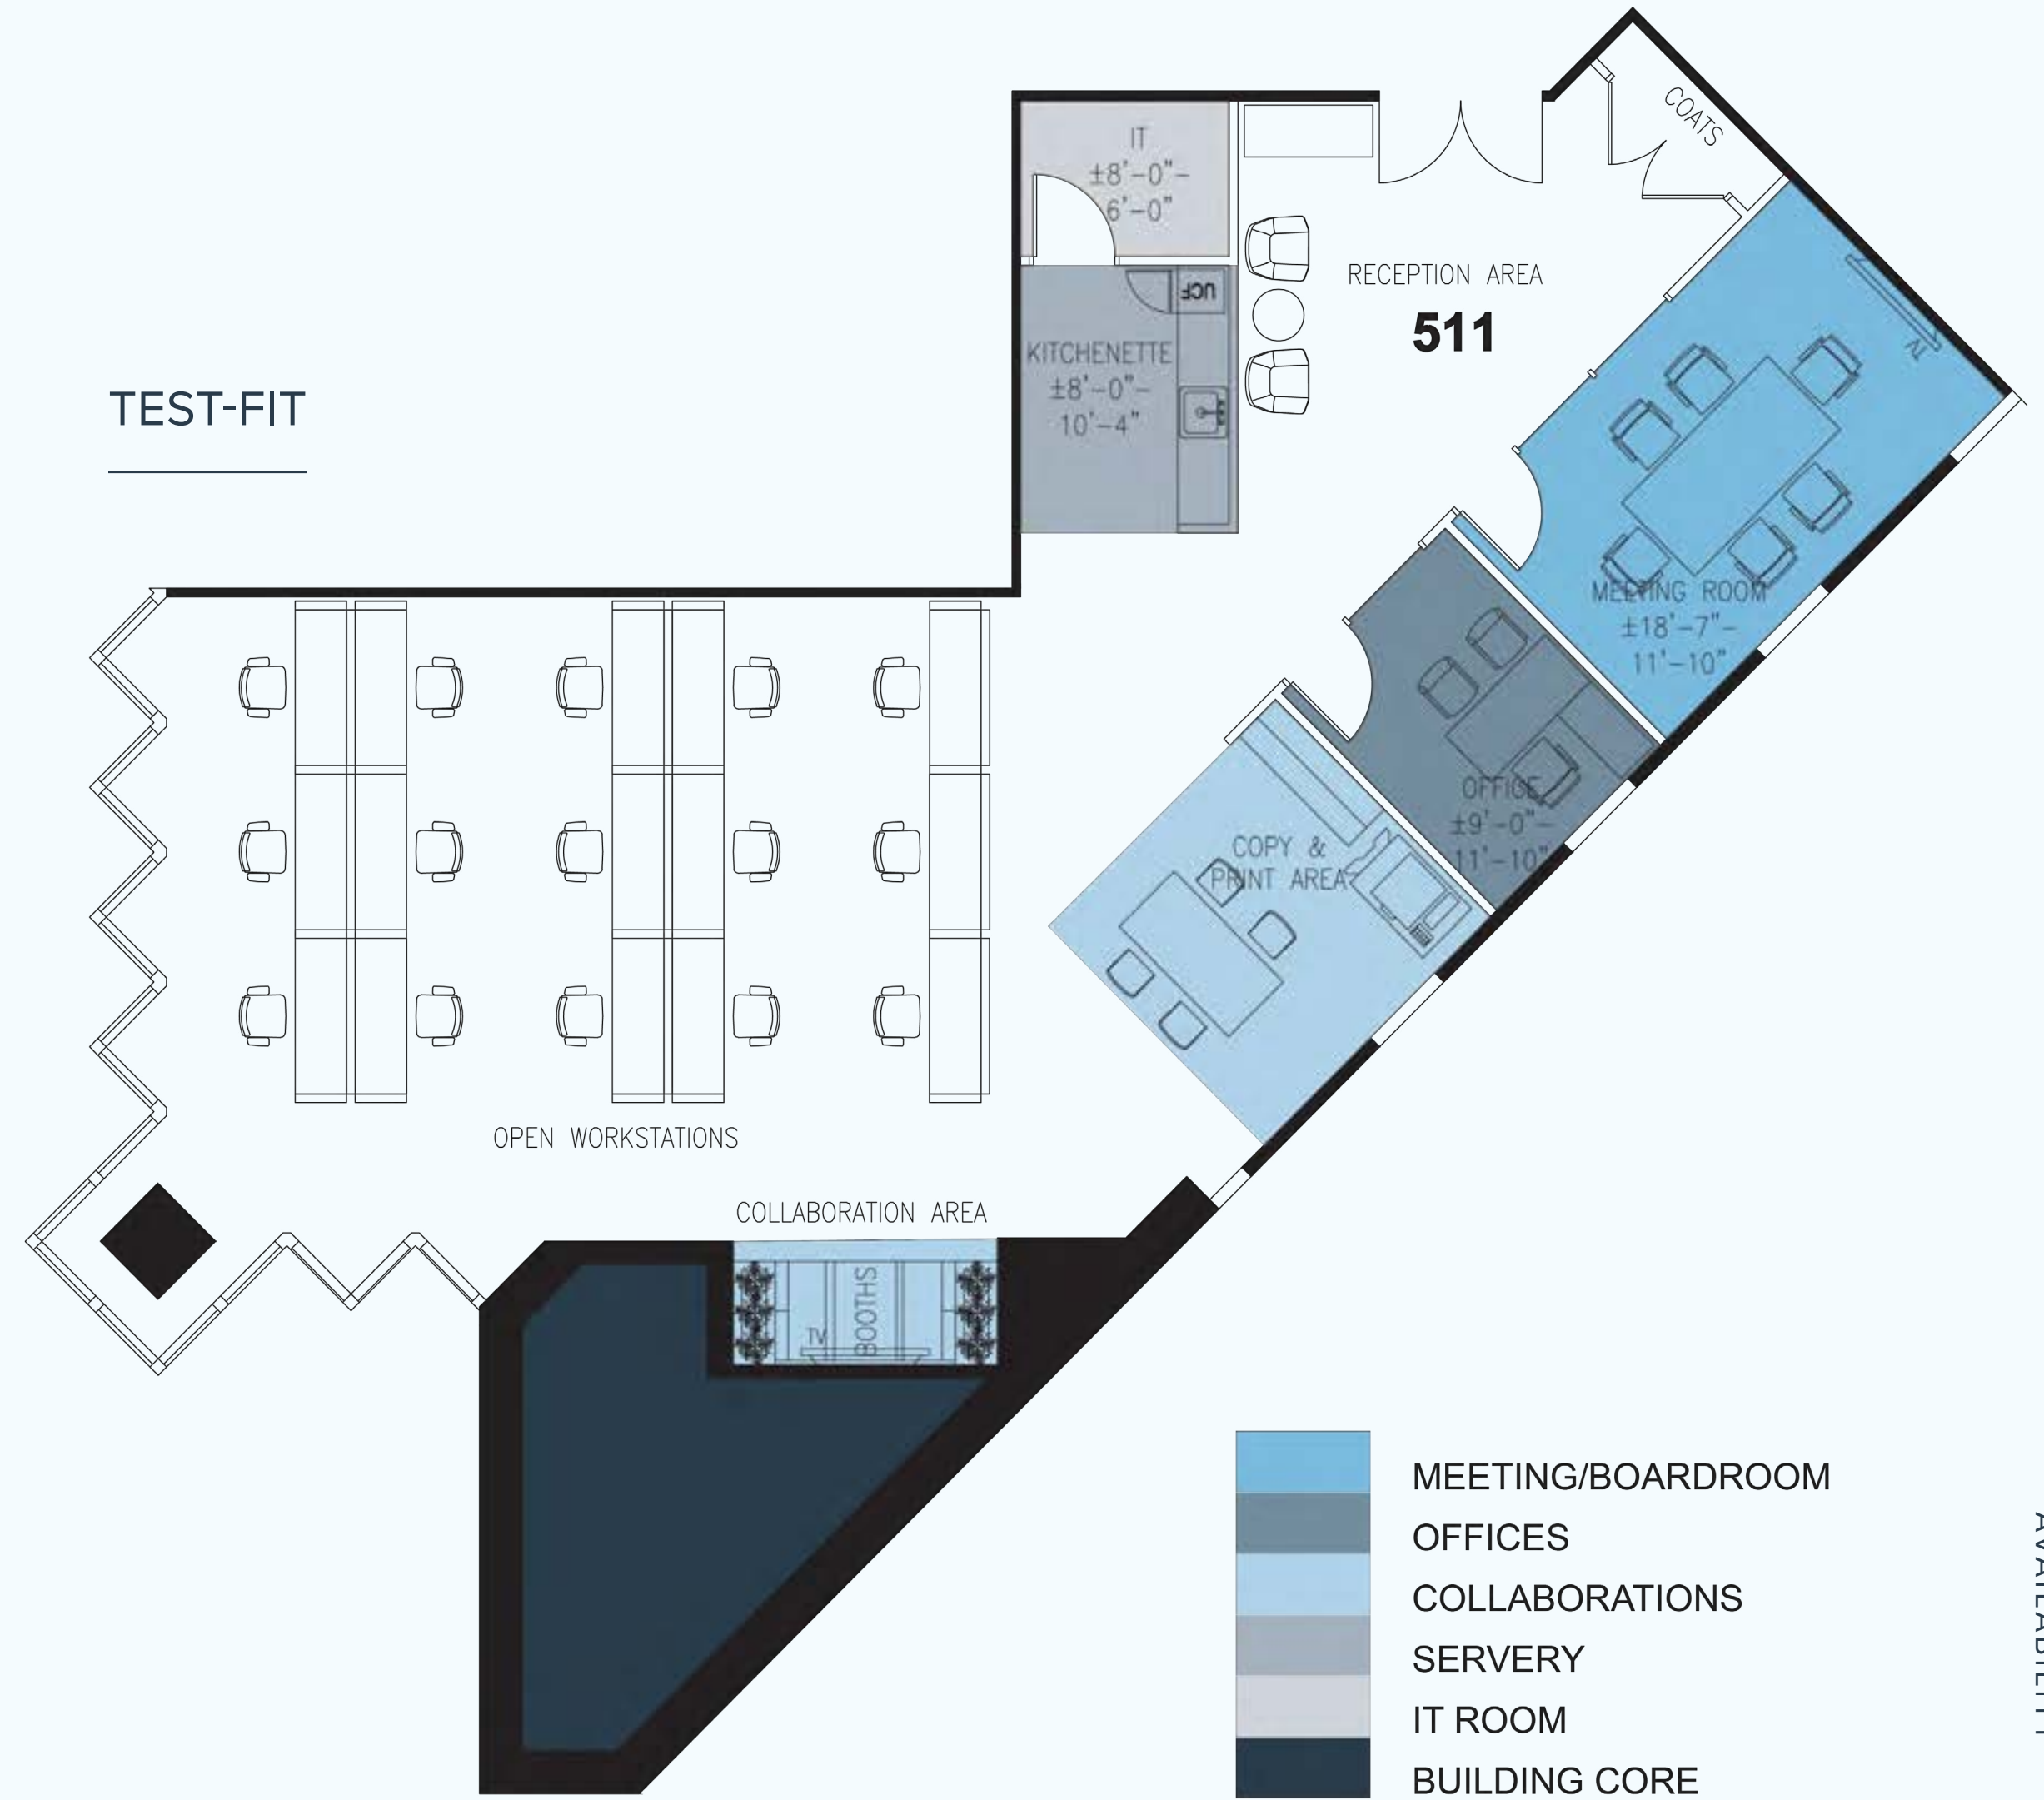 COATS
IT
±8'-0"-
6'-0"
UCF
RECEPTION AREA
511
KITCHENETTE
±8'-0"-
10'-4"
TV
TEST-FIT
MEETING ROOM
±18'-7"-
11'-10"
OFFICE
±9'-0"-
11'-10"
COPY &
PRINT AREA
OPEN WORKSTATIONS
COLLABORATION AREA
BOOTHS
TV
MEETING/BOARDROOM
OFFICES
COLLABORATIONS
SERVERY
IT ROOM
BUILDING CORE
AVAILABILITY